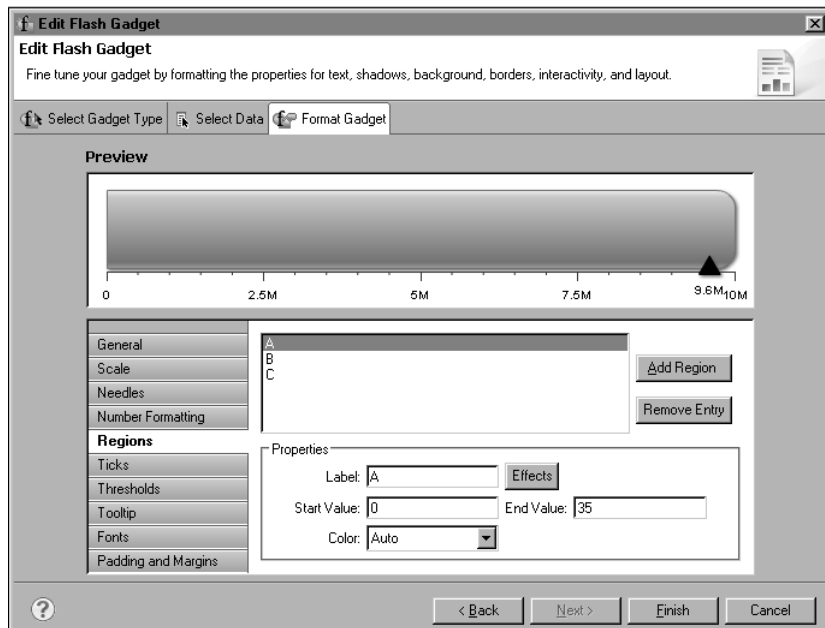 Edit Flash Gadget
Edit Flash Gadget
Fine tune your gadget by formatting the properties for text, shadows, background, borders, interactivity, and layout.
Select Gadget Type Select Data Format Gadget
Preview
0 2.5M 5M 7.5M 9.6M 10M
General
Scale
Needles
Number Formatting
Regions
Ticks
Thresholds
Tooltip
Fonts
Padding and Margins
A
B
C
Add Region
Remove Entry
Properties
Label: A Effects
Start Value: 0 End Value: 35
Color: Auto
? < Back Next > Finish Cancel